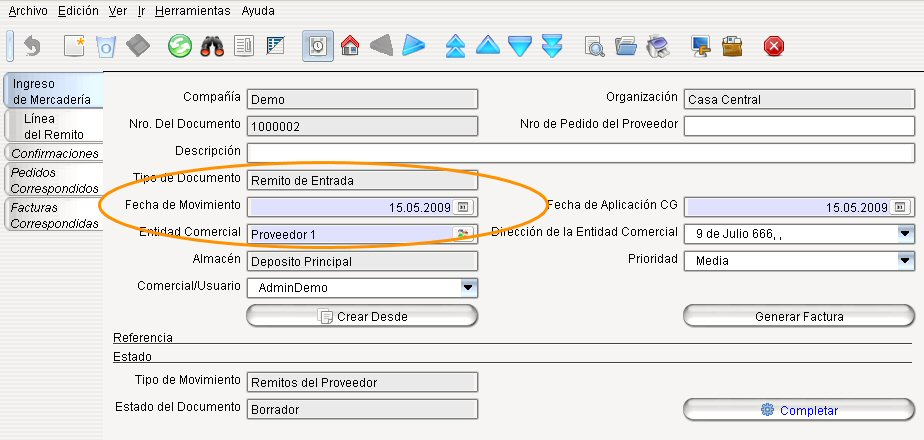 Archivo Edición Ver Ir Herramientas Ayuda
Ingreso
de Mercadería
Línea
del Remito
Confirmaciones
Pedidos
Correspondidos
Facturas
Correspondidas
Compañía Demo Organización Casa Central
Nro. Del Documento 1000002 Nro de Pedido del Proveedor
Descripción
Tipo de Documento Remito de Entrada
Fecha de Movimiento 15.05.2009 Fecha de Aplicación CG 15.05.2009
Entidad Comercial Proveedor 1 Dirección de la Entidad Comercial 9 de Julio 666, ,
Almacén Deposito Principal Prioridad Media
Comercial/Usuario AdminDemo
Crear Desde Generar Factura
Referencia
Estado
Tipo de Movimiento Remitos del Proveedor
Estado del Documento Borrador Completar